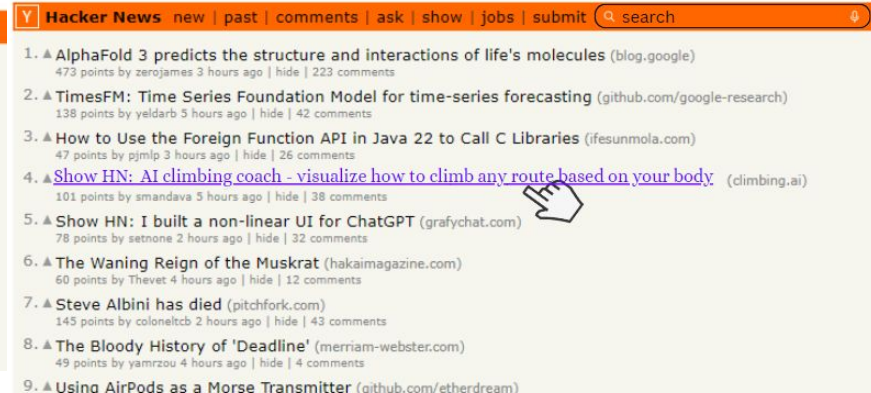 Y Hacker News new | past | comments | ask | show | jobs | submit search
1. ▲ AlphaFold 3 predicts the structure and interactions of life's molecules (blog.google)
473 points by zerojames 3 hours ago | hide | 223 comments
2. ▲ TimesFM: Time Series Foundation Model for time-series forecasting (github.com/google-research)
138 points by yeldarb 5 hours ago | hide | 42 comments
3. ▲ How to Use the Foreign Function API in Java 22 to Call C Libraries (ifesunmola.com)
47 points by pjmlp 3 hours ago | hide | 26 comments
4. ▲ Show HN: AI climbing coach - visualize how to climb any route based on your body (climbing.ai)
101 points by smandava 5 hours ago | hide | 38 comments
5. ▲ Show HN: I built a non-linear UI for ChatGPT (grafychat.com)
78 points by setnone 2 hours ago | hide | 32 comments
6. ▲ The Waning Reign of the Muskrat (hakaimagazine.com)
60 points by Thevet 4 hours ago | hide | 12 comments
7. ▲ Steve Albini has died (pitchfork.com)
145 points by coloneltcb 2 hours ago | hide | 43 comments
8. ▲ The Bloody History of 'Deadline' (merriam-webster.com)
49 points by yamrzou 4 hours ago | hide | 4 comments
9. ▲ Using AirPods as a Morse Transmitter (github.com/etherdream)